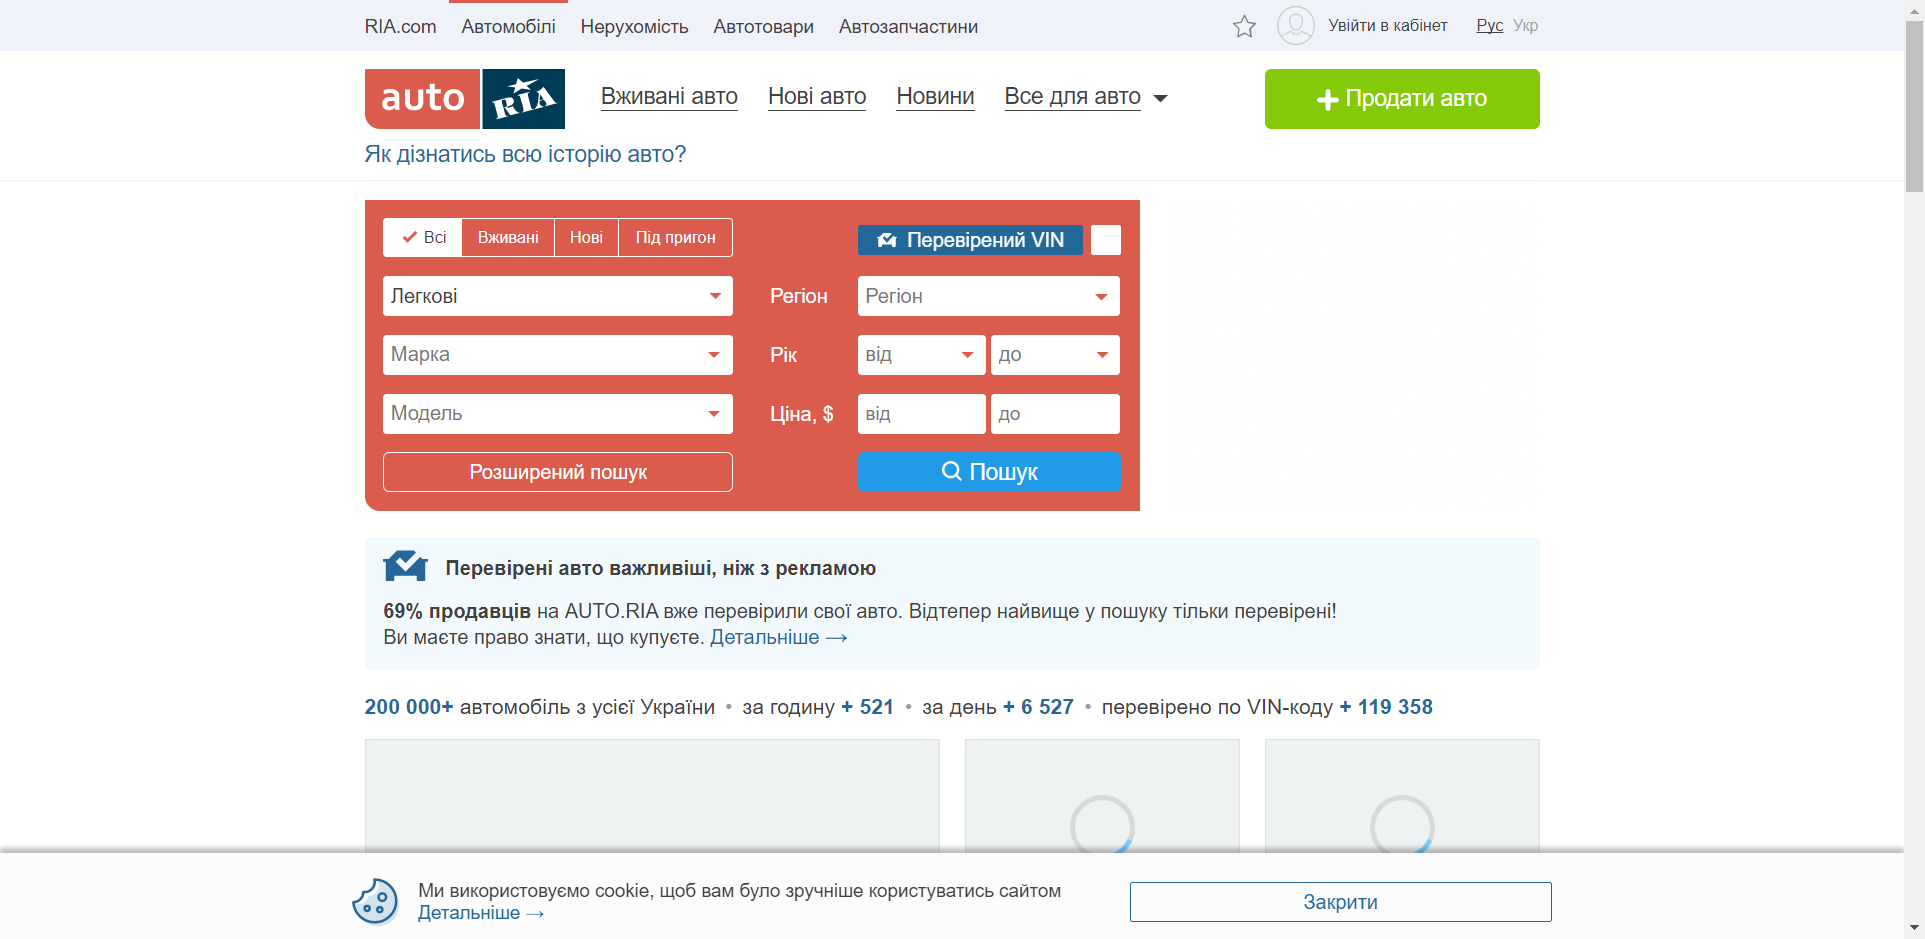 RIA.com Автомобілі Нерухомість Автотовари Автозапчастини Увійти в кабінет Рус Укр
auto RIA Вживані авто Нові авто Новини Все для авто Продати авто
Як дізнатись всю історію авто?
Всі Вживані Нові Під пригон Перевірений VIN
Легкові Регіон Регіон
Марка Рік від до
Модель Ціна, $ від до
Розширений пошук Пошук
Перевірені авто важливіші, ніж з рекламою
69% продавців на AUTO.RIA вже перевірили свої авто. Відтепер найвище у пошуку тільки перевірені!
Ви маєте право знати, що купуєте. Детальніше →
200 000+ автомобіль з усієї України • за годину + 521 • за день + 6 527 • перевірено по VIN-коду + 119 358
Ми використовуємо cookie, щоб вам було зручніше користуватись сайтом
Детальніше →
Закрити